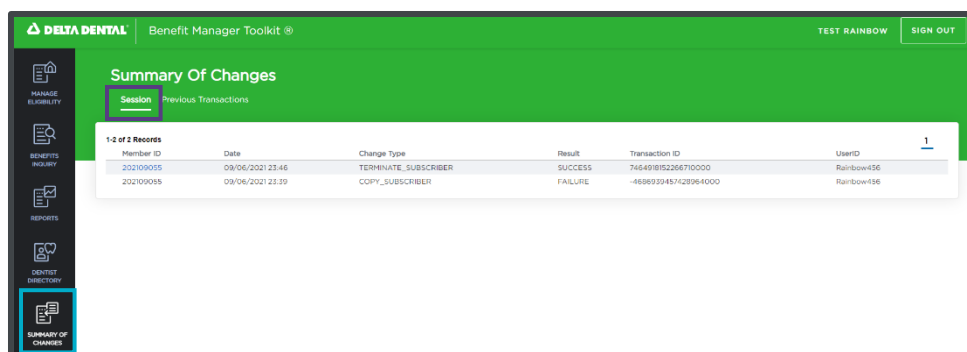 DELTA DENTAL Benefit Manager Toolkit ® TEST RAINBOW SIGN OUT
MANAGE
ELIGIBILITY
BENEFITS
INQUIRY
REPORTS
DENTIST
DIRECTORY
SUMMARY OF
CHANGES
Summary Of Changes
Session Previous Transactions
1-2 of 2 Records 1
Member ID Date Change Type Result Transaction ID UserID
202109055 09/06/2021 23:46 TERMINATE_SUBSCRIBER SUCCESS 7464918152266710000 Rainbow456
202109055 09/06/2021 23:39 COPY_SUBSCRIBER FAILURE -4686939457428964000 Rainbow456